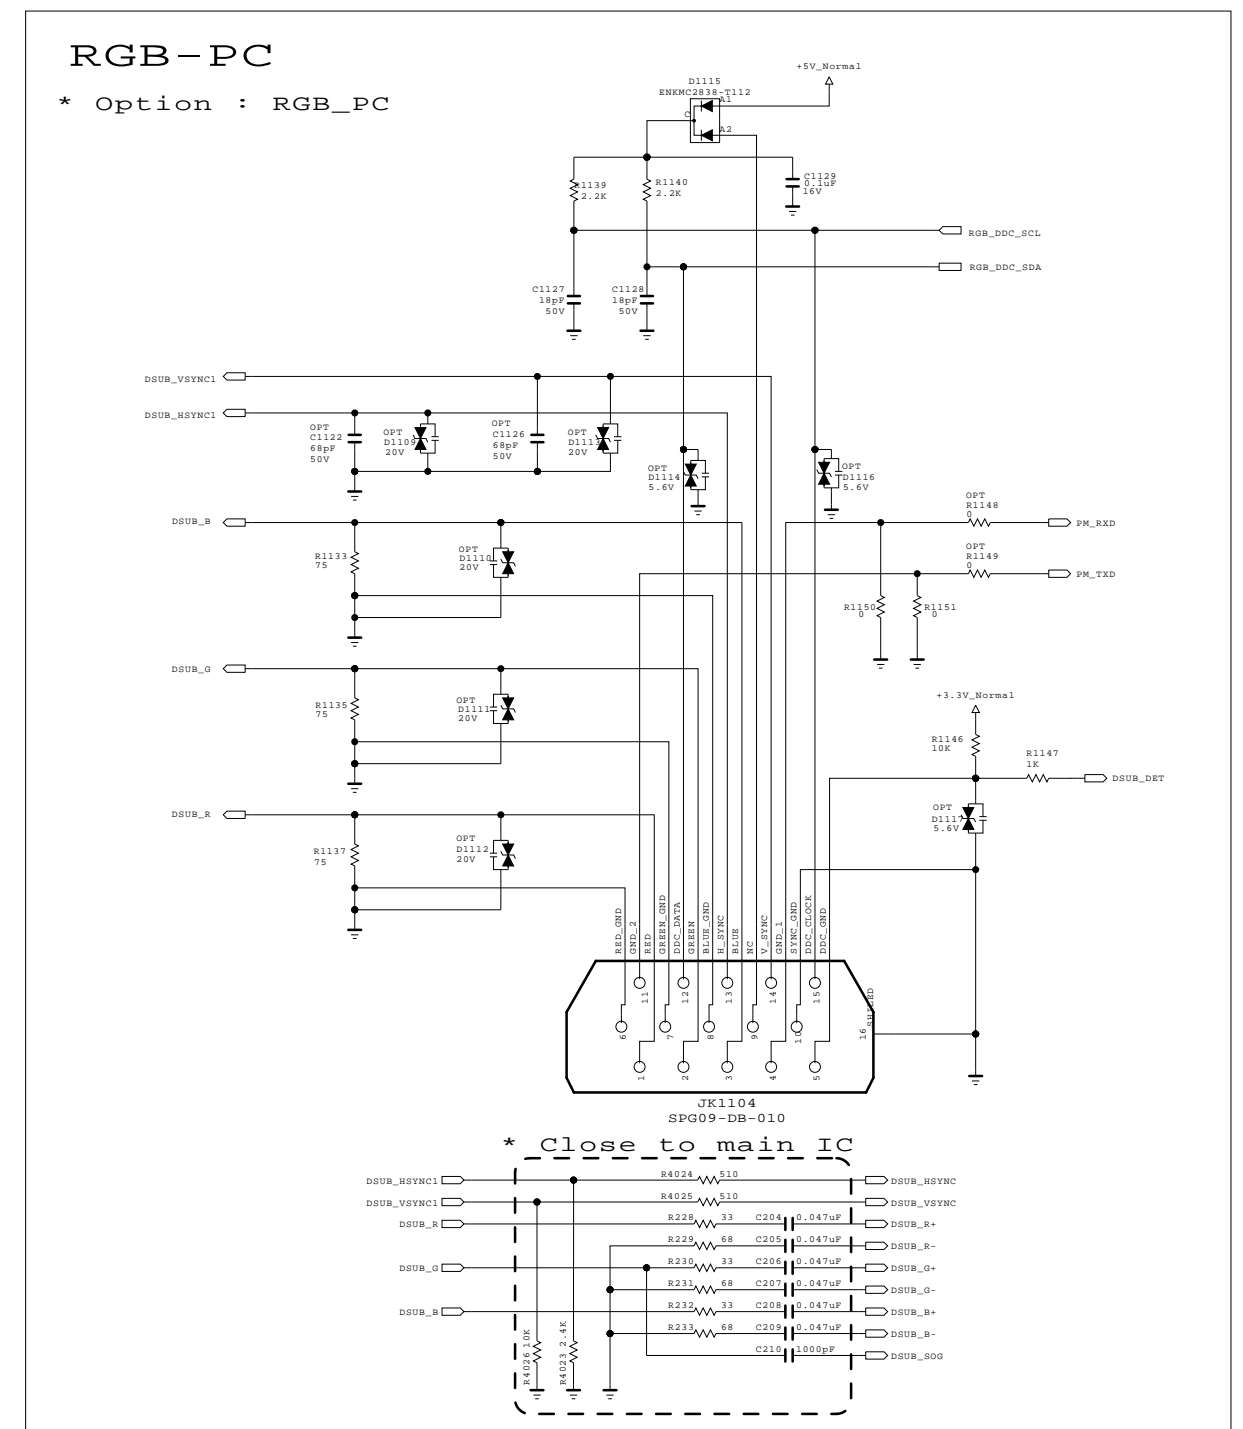 RGB-PC
* Option : RGB_PC
+5V_Normal
D1115
ENKMC2838-T112
A1
C
A2
R1139
2.2K
R1140
2.2K
C1129
0.1uF
16V
RGB_DDC_SCL
RGB_DDC_SDA
C1127
18pF
50V
C1128
18pF
50V
DSUB_VSYNC1
DSUB_HSYNC1
OPT
C1122
68pF
50V
OPT
D1109
20V
OPT
C1126
68pF
50V
OPT
D1113
20V
OPT
D1114
5.6V
OPT
D1116
5.6V
DSUB_B
R1133
75
OPT
D1110
20V
OPT
R1148
0
PM_RXD
OPT
R1149
0
PM_TXD
R1150
0
R1151
0
DSUB_G
R1135
75
OPT
D1111
20V
+3.3V_Normal
R1146
10K
R1147
1K
DSUB_DET
OPT
D1117
5.6V
DSUB_R
R1137
75
OPT
D1112
20V
RED_GND
GND_2
RED
GREEN_GND
DDC_DATA
GREEN
BLUE_GND
H_SYNC
BLUE
NC
V_SYNC
GND_1
SYNC_GND
DDC_CLOCK
DDC_GND
11
12
13
14
15
6
7
8
9
10
16
SHILED
1
2
3
4
5
JK1104
SPG09-DB-010
* Close to main IC
DSUB_HSYNC1
R4024
510
DSUB_HSYNC
DSUB_VSYNC1
R4025
510
DSUB_VSYNC
DSUB_R
R228
33
C204
0.047uF
DSUB_R+
R229
68
C205
0.047uF
DSUB_R-
DSUB_G
R230
33
C206
0.047uF
DSUB_G+
R231
68
C207
0.047uF
DSUB_G-
DSUB_B
R232
33
C208
0.047uF
DSUB_B+
R233
68
C209
0.047uF
DSUB_B-
C210
1000pF
DSUB_SOG
R4026 10K
R4023 2.4K